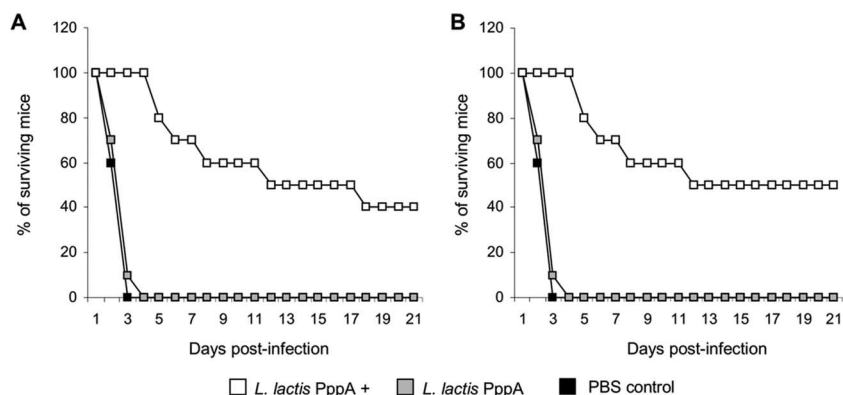 A
B
% of surviving mice
120
100
80
60
40
20
0
1 3 5 7 9 11 13 15 17 19 21
Days post-infection
% of surviving mice
120
100
80
60
40
20
0
1 3 5 7 9 11 13 15 17 19 21
Days post-infection
L. lactis PppA + L. lactis PppA PBS control